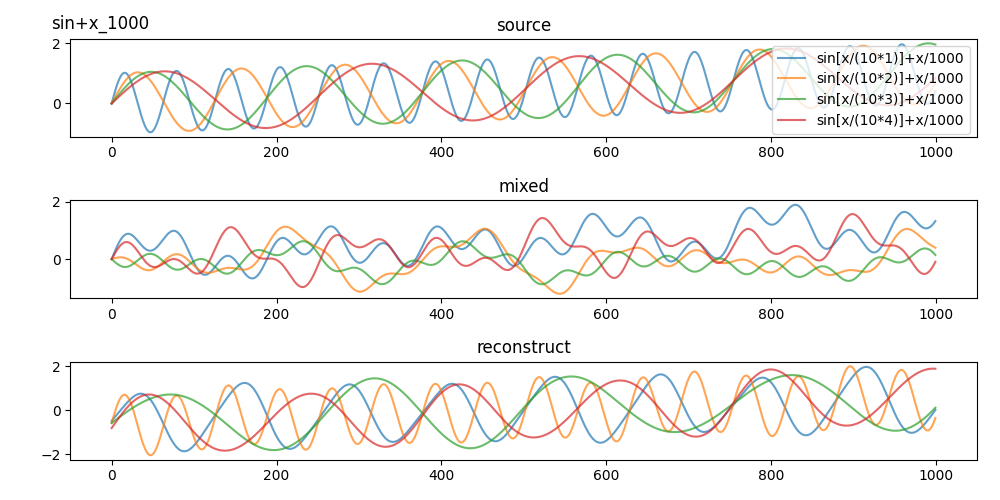 sin+x_1000
source
2
0
sin[x/(10*1)]+x/1000
sin[x/(10*2)]+x/1000
sin[x/(10*3)]+x/1000
sin[x/(10*4)]+x/1000
0 200 400 600 800 1000
mixed
2
0
0 200 400 600 800 1000
reconstruct
2
0
−2
0 200 400 600 800 1000